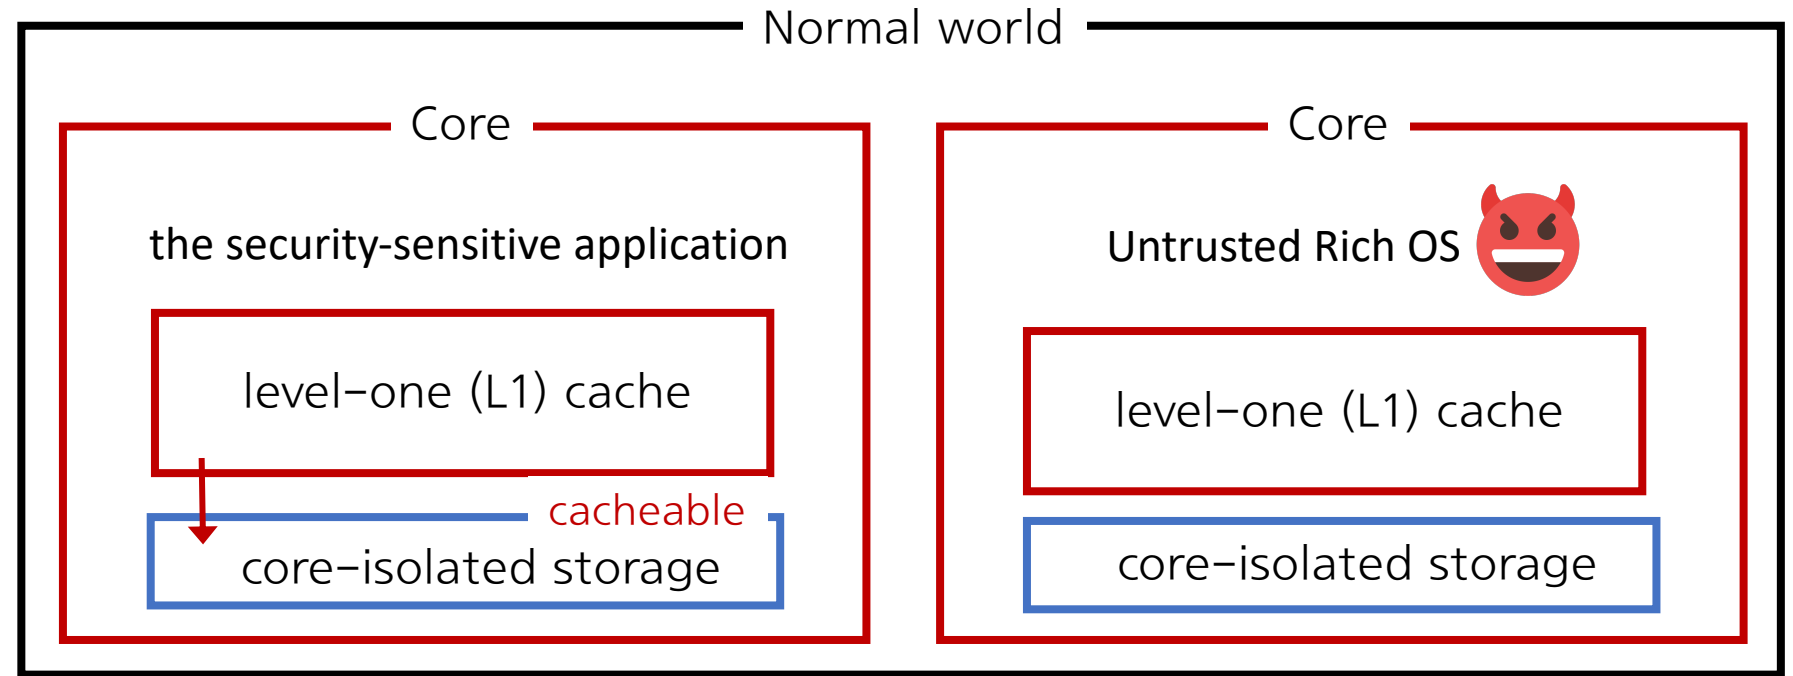 Normal world
Core
the security-sensitive application
level-one (L1) cache
cacheable
core-isolated storage
Core
Untrusted Rich OS
level-one (L1) cache
core-isolated storage